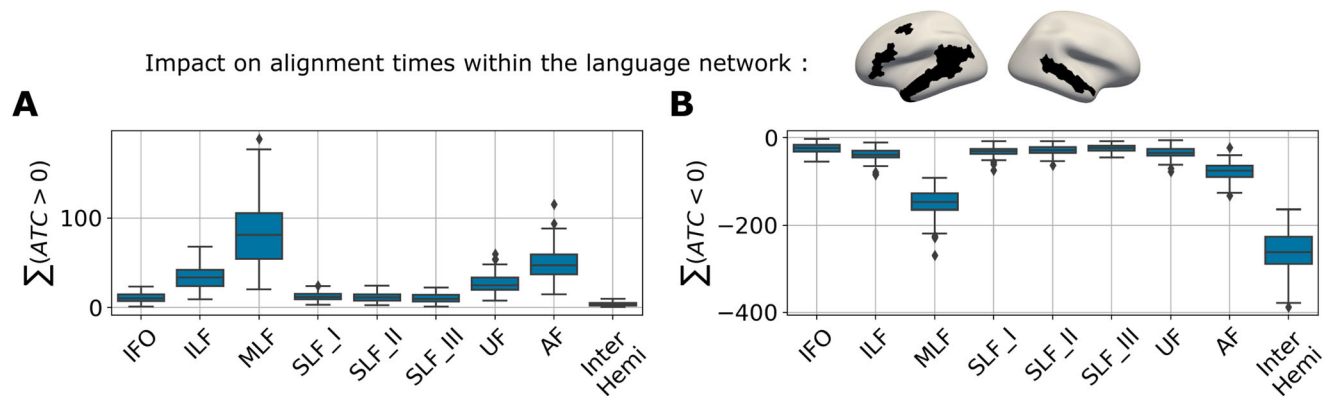 Impact on alignment times within the language network :
A
∑(ATC > 0)
100
0
IFO
ILF
MLF
SLF_I
SLF_II
SLF_III
UF
AF
Inter
Hemi
B
∑(ATC < 0)
0
−200
−400
IFO
ILF
MLF
SLF_I
SLF_II
SLF_III
UF
AF
Inter
Hemi